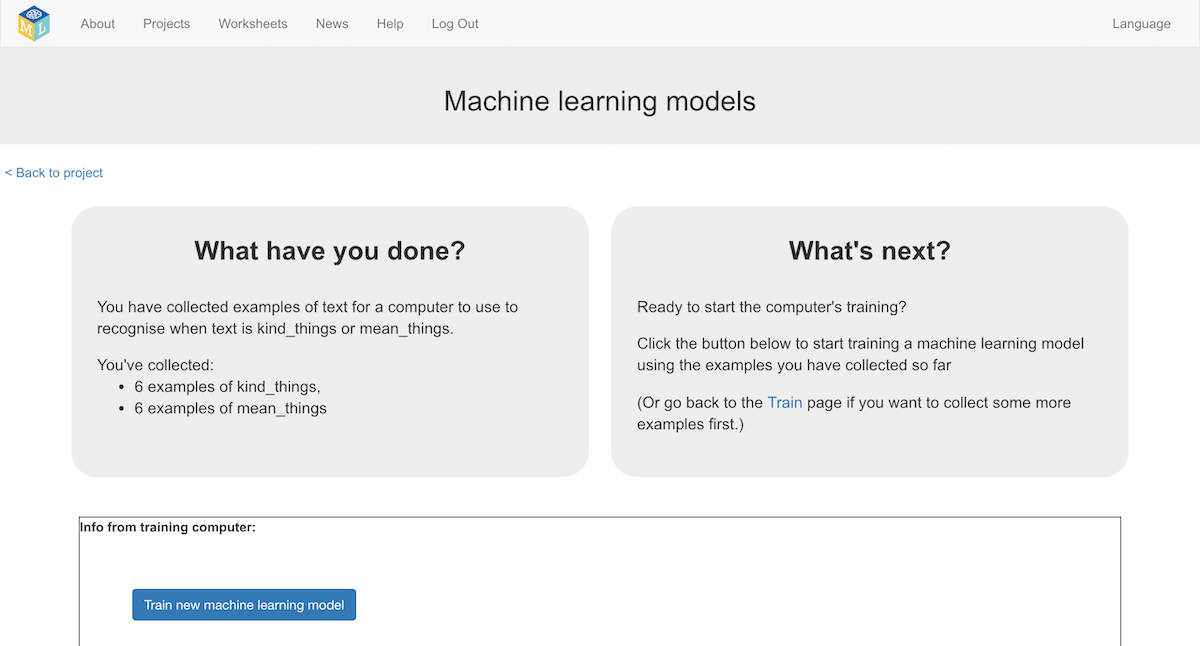 About Projects Worksheets News Help Log Out Language
Machine learning models
< Back to project
What have you done?
You have collected examples of text for a computer to use to
recognise when text is kind_things or mean_things.
You've collected:
• 6 examples of kind_things,
• 6 examples of mean_things
What's next?
Ready to start the computer's training?
Click the button below to start training a machine learning model
using the examples you have collected so far
(Or go back to the Train page if you want to collect some more
examples first.)
Info from training computer:
Train new machine learning model